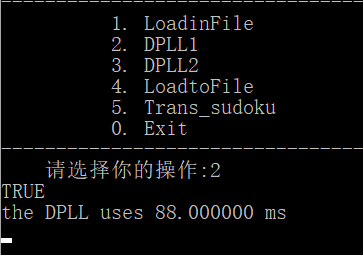 1. LoadinFile
2. DPLL1
3. DPLL2
4. LoadtoFile
5. Trans_sudoku
0. Exit
请选择你的操作:2
TRUE
the DPLL uses 88.000000 ms